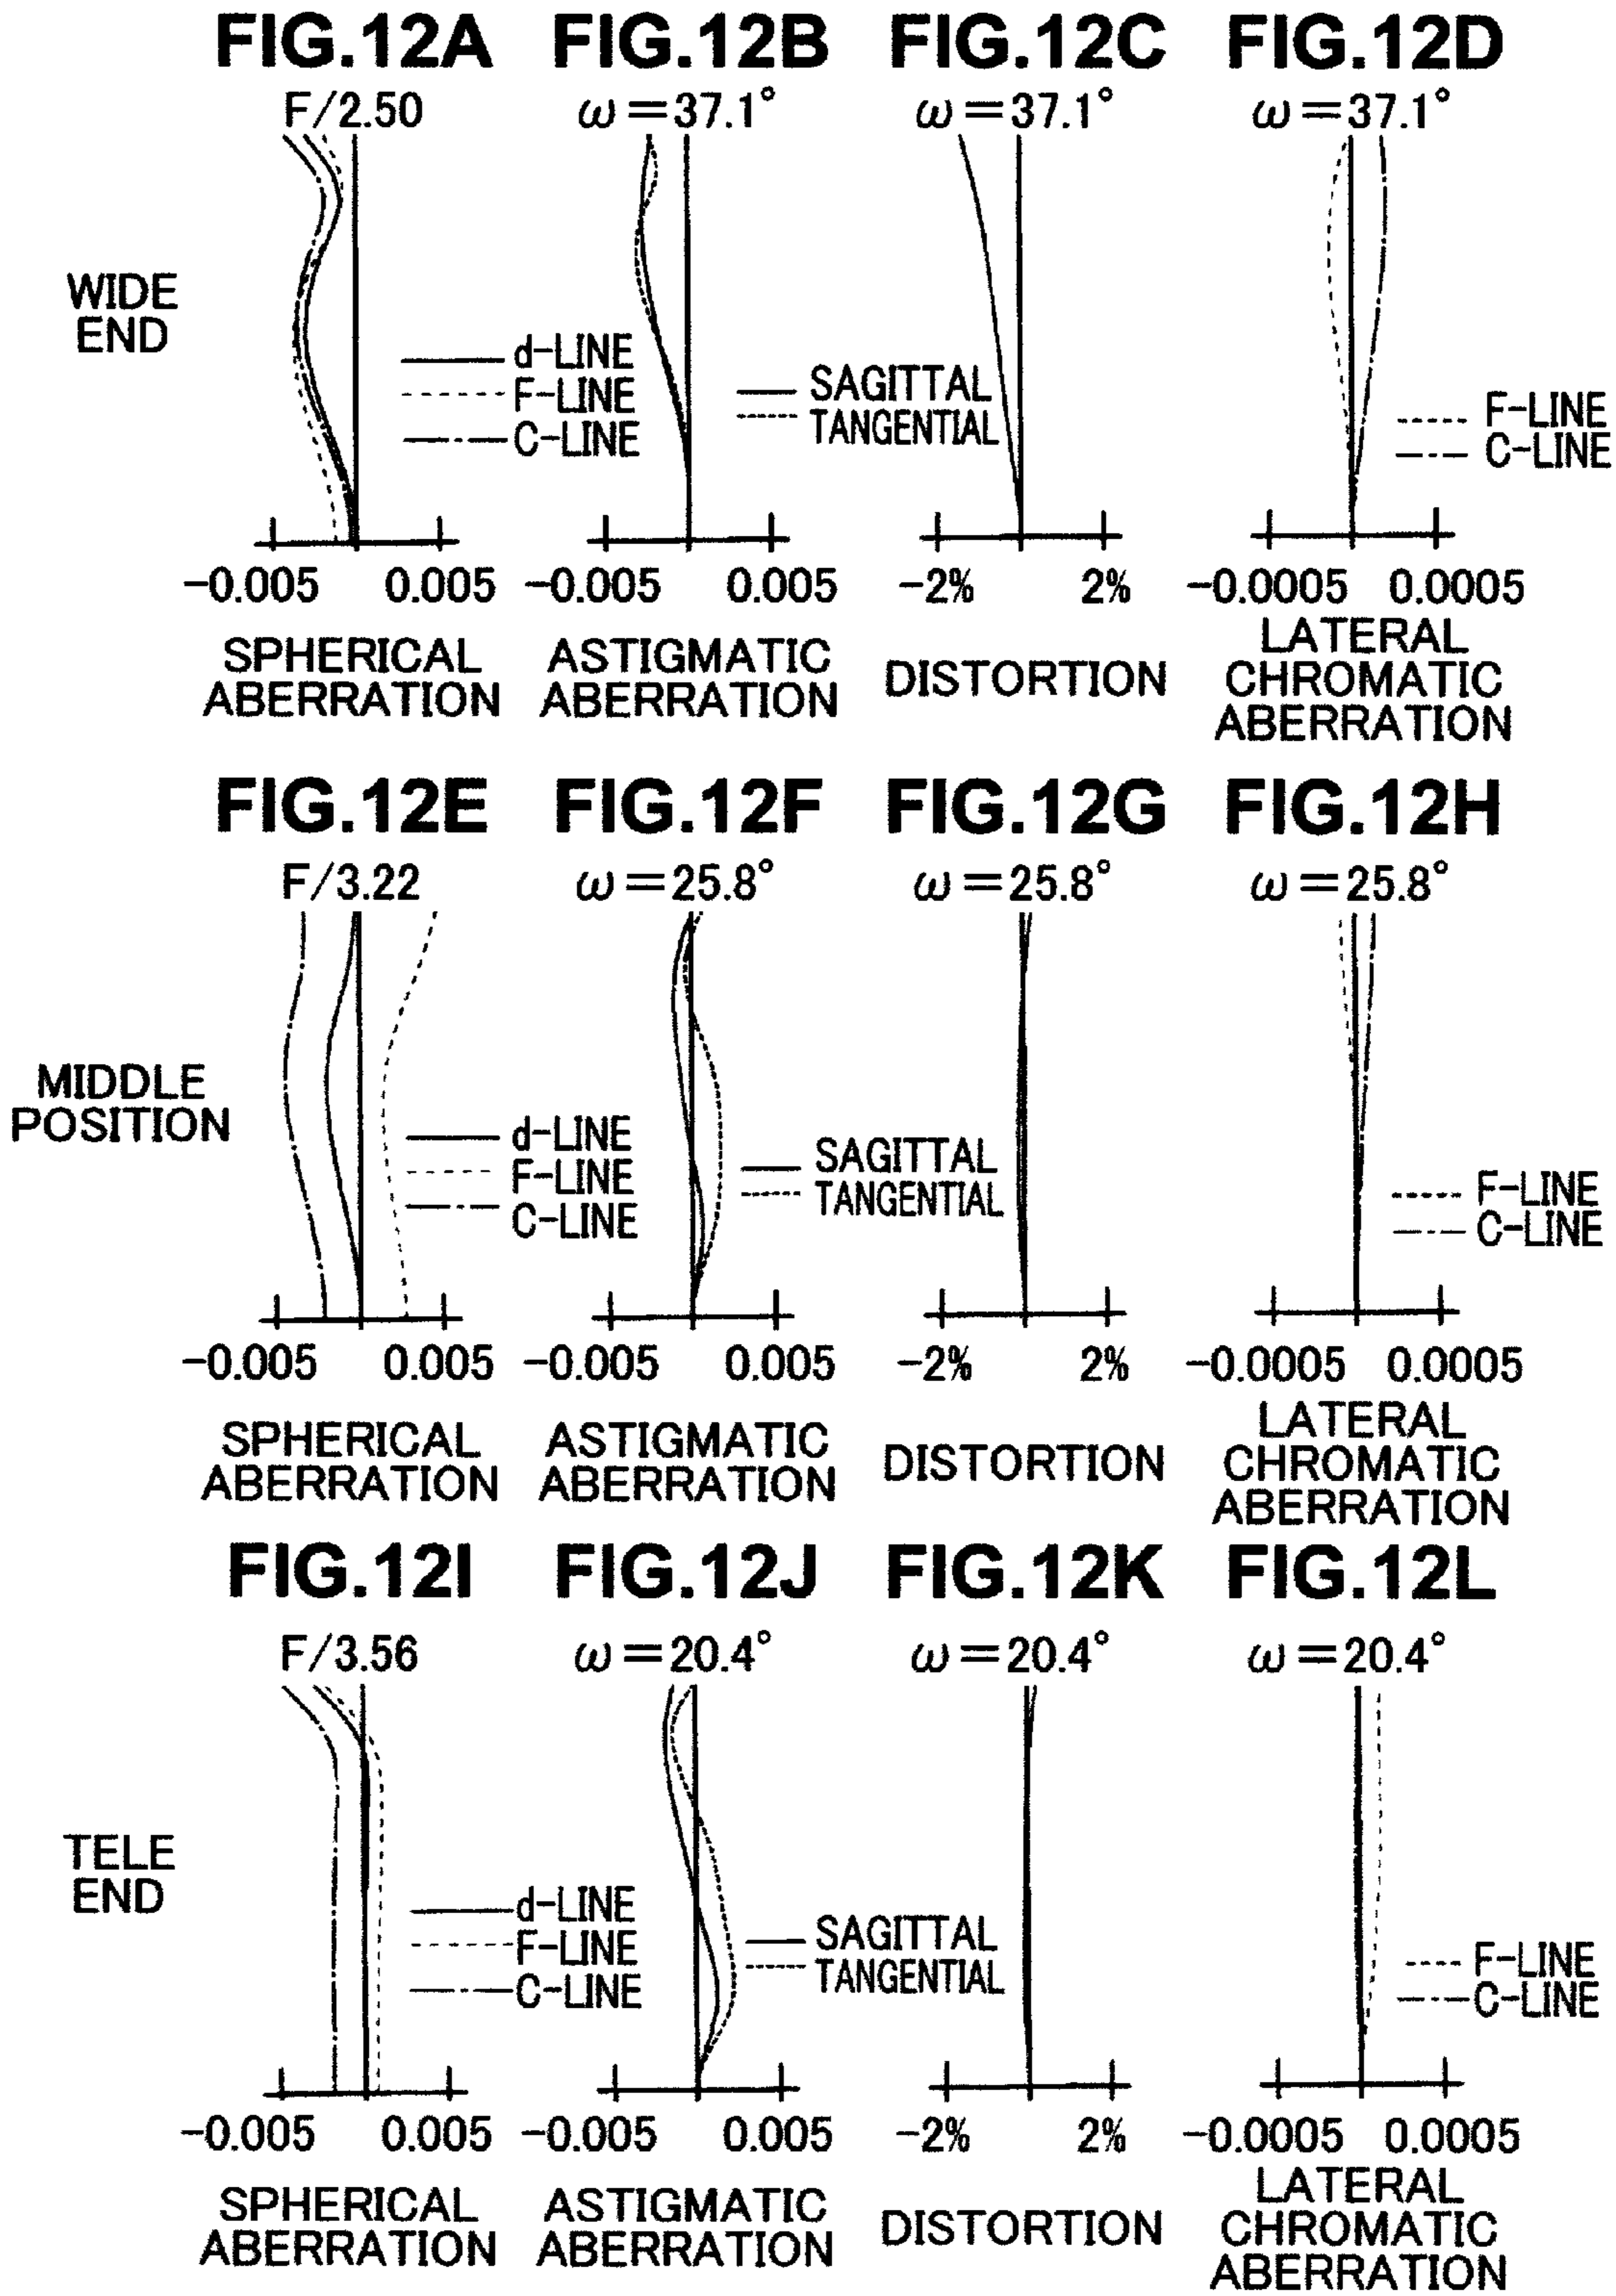 FIG.12A FIG.12B FIG.12C FIG.12D
F/2.50 ω=37.1° ω=37.1° ω=37.1°
WIDE
END
d-LINE
F-LINE
C-LINE
SAGITTAL
TANGENTIAL
F-LINE
C-LINE
-0.005 0.005 -0.005 0.005 -2% 2% -0.0005 0.0005
SPHERICAL
ABERRATION
ASTIGMATIC
ABERRATION
DISTORTION
LATERAL
CHROMATIC
ABERRATION
FIG.12E FIG.12F FIG.12G FIG.12H
F/3.22 ω=25.8° ω=25.8° ω=25.8°
MIDDLE
POSITION
d-LINE
F-LINE
C-LINE
SAGITTAL
TANGENTIAL
F-LINE
C-LINE
-0.005 0.005 -0.005 0.005 -2% 2% -0.0005 0.0005
SPHERICAL
ABERRATION
ASTIGMATIC
ABERRATION
DISTORTION
LATERAL
CHROMATIC
ABERRATION
FIG.12I FIG.12J FIG.12K FIG.12L
F/3.56 ω=20.4° ω=20.4° ω=20.4°
TELE
END
d-LINE
F-LINE
C-LINE
SAGITTAL
TANGENTIAL
F-LINE
C-LINE
-0.005 0.005 -0.005 0.005 -2% 2% -0.0005 0.0005
SPHERICAL
ABERRATION
ASTIGMATIC
ABERRATION
DISTORTION
LATERAL
CHROMATIC
ABERRATION